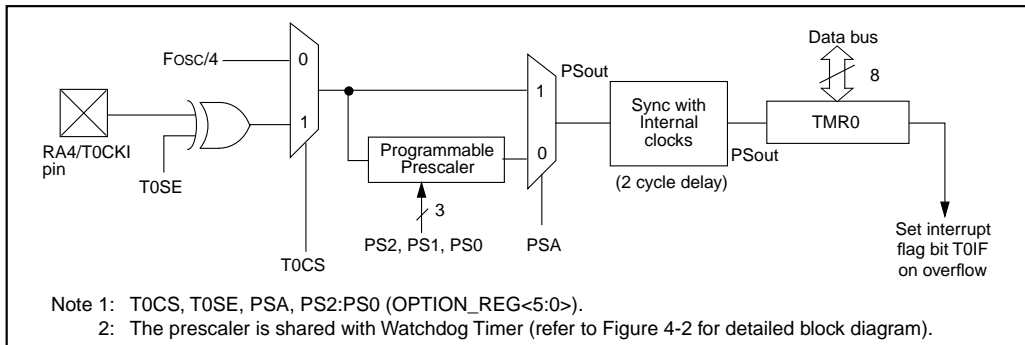 Data bus
FOSC/4
0
PSout
8
1
Sync with
Internal
clocks
TMR0
1
RA4/T0CKI
pin
Programmable
Prescaler
0
PSout
T0SE
(2 cycle delay)
3
PS2, PS1, PS0
PSA
Set interrupt
flag bit T0IF
on overflow
T0CS
Note 1: T0CS, T0SE, PSA, PS2:PS0 (OPTION_REG<5:0>).
2: The prescaler is shared with Watchdog Timer (refer to Figure 4-2 for detailed block diagram).